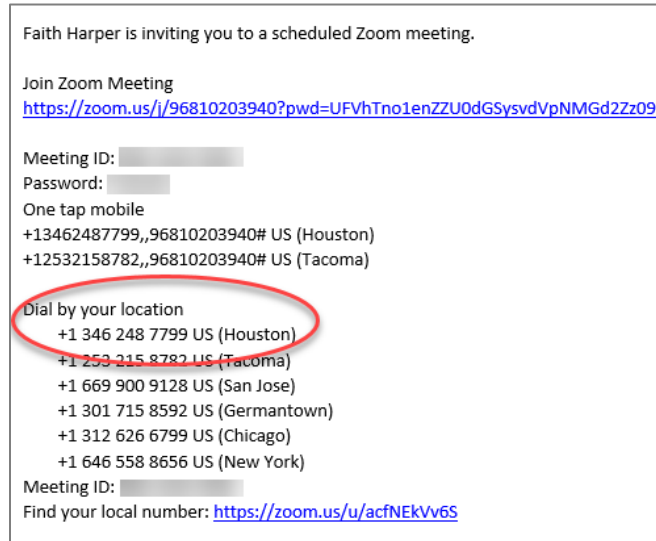 Faith Harper is inviting you to a scheduled Zoom meeting.
Join Zoom Meeting
https://zoom.us/j/96810203940?pwd=UFVhTno1enZZU0dGSysvdVpNMGd2Zz09
Meeting ID:
Password:
One tap mobile
+13462487799,,96810203940# US (Houston)
+12532158782,,96810203940# US (Tacoma)
Dial by your location
+1 346 248 7799 US (Houston)
+1 253 215 8782 US (Tacoma)
+1 669 900 9128 US (San Jose)
+1 301 715 8592 US (Germantown)
+1 312 626 6799 US (Chicago)
+1 646 558 8656 US (New York)
Meeting ID:
Find your local number: https://zoom.us/u/acfNEkVv6S